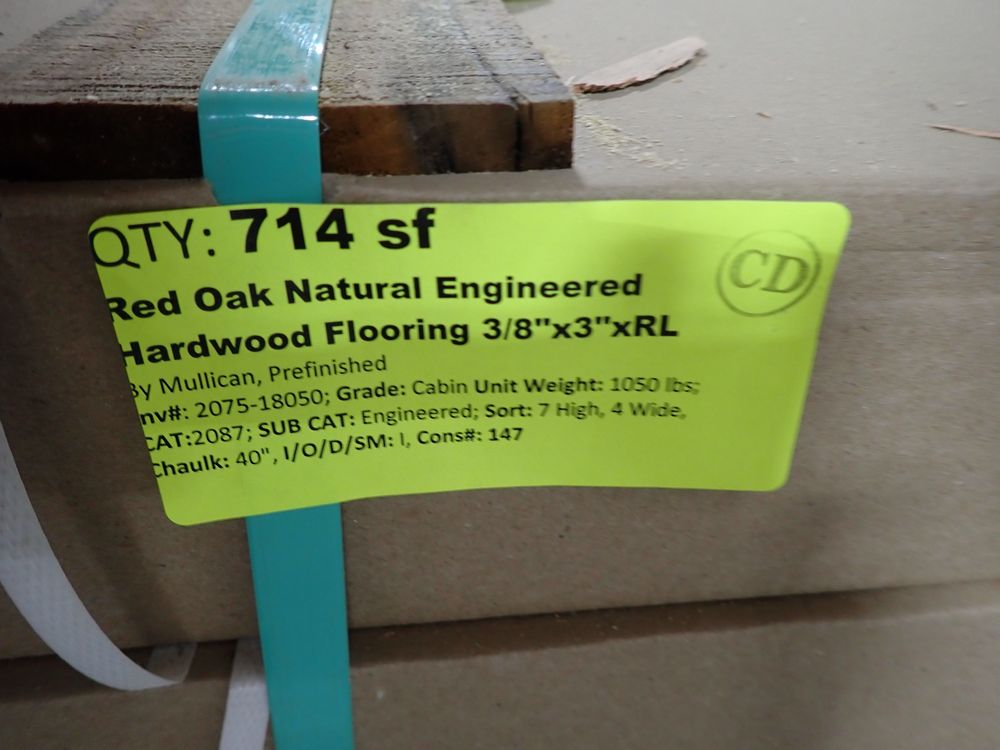 QTY: 714 sf
CD
Red Oak Natural Engineered
Hardwood Flooring 3/8"x3"xRL
By Mullican, Prefinished
nv#: 2075-18050; Grade: Cabin Unit Weight: 1050 lbs;
CAT:2087; SUB CAT: Engineered; Sort: 7 High, 4 Wide,
Chaulk: 40", I/O/D/SM: I, Cons#: 147